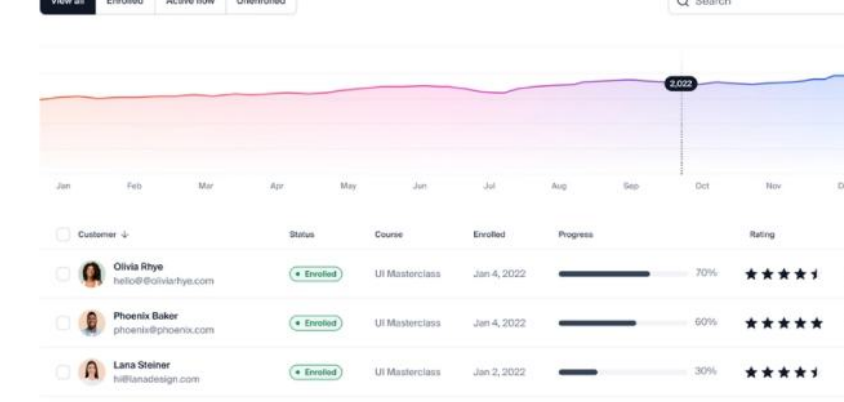 View all Enrolled Active now Unenrolled Search
2,022
Jan Feb Mar Apr May Jun Jul Aug Sep Oct Nov D
Customer ↓ Status Course Enrolled Progress Rating
Olivia Rhye
hello@@oliviarhye.com
Enrolled UI Masterclass Jan 4, 2022 70%
Phoenix Baker
phoenix@phoenix.com
Enrolled UI Masterclass Jan 4, 2022 60%
Lana Steiner
hi@lanadesign.com
Enrolled UI Masterclass Jan 2, 2022 30%